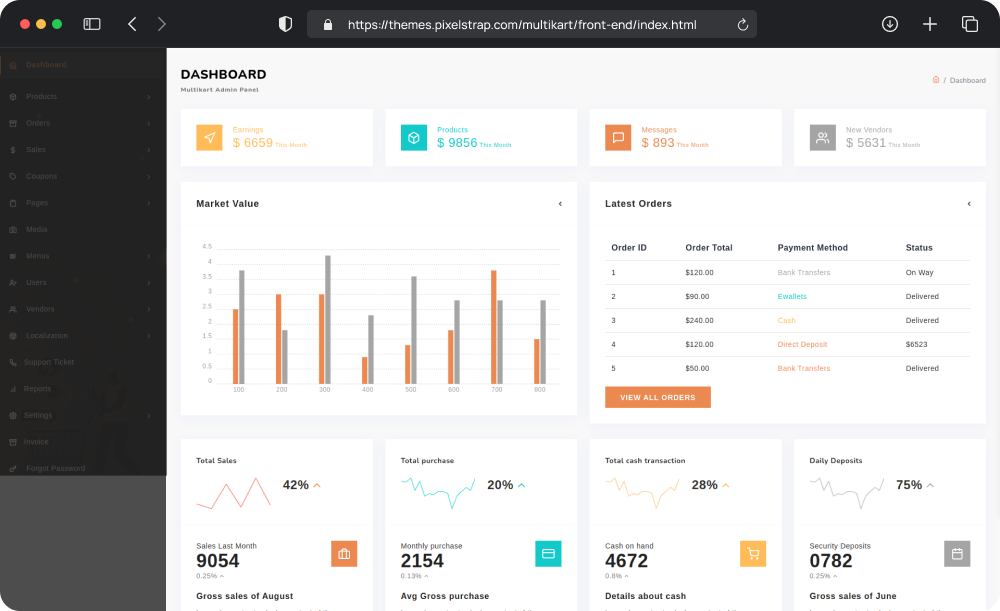 https://themes.pixelstrap.com/multikart/front-end/index.html
Dashboard
Products
Orders
Sales
Coupons
Pages
Media
Menus
Users
Vendors
Localization
Support Ticket
Reports
Settings
Invoice
Forgot Password
DASHBOARD
Multikart Admin Panel
/ Dashboard
Earnings
$ 6659 This Month
Products
$ 9856 This Month
Messages
$ 893 This Month
New Vendors
$ 5631 This Month
Market Value
4.5
4
3.5
3
2.5
2
1.5
1
0.5
0
100 200 300 400 500 600 700 800
Latest Orders
Order ID Order Total Payment Method Status
1 $120.00 Bank Transfers On Way
2 $90.00 Ewallets Delivered
3 $240.00 Cash Delivered
4 $120.00 Direct Deposit $6523
5 $50.00 Bank Transfers Delivered
VIEW ALL ORDERS
Total Sales
42%
Sales Last Month
9054
0.25%
Gross sales of August
Total purchase
20%
Monthly purchase
2154
0.13%
Avg Gross purchase
Total cash transaction
28%
Cash on hand
4672
0.8%
Details about cash
Daily Deposits
75%
Security Deposits
0782
0.25%
Gross sales of June